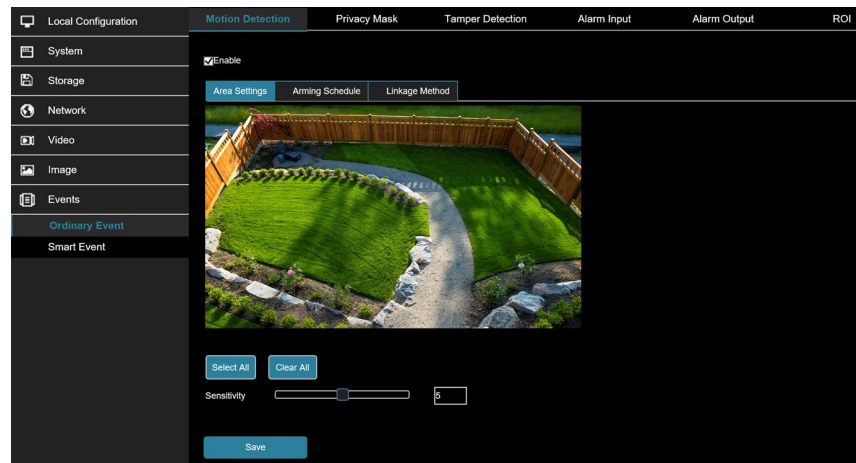 Local Configuration
System
Storage
Network
Video
Image
Events
Ordinary Event
Smart Event
Motion Detection Privacy Mask Tamper Detection Alarm Input Alarm Output ROI
Enable
Area Settings Arming Schedule Linkage Method
Select All Clear All
Sensitivity 5
Save